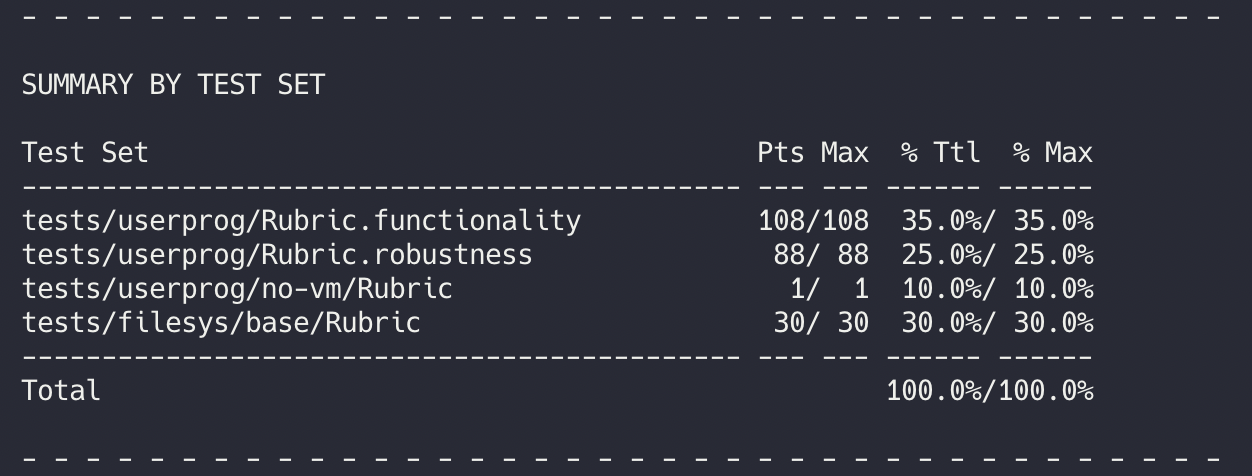 - - - - - - - - - - - - - - - - - - - - - - - - - - - - - - - - - - - - - -
SUMMARY BY TEST SET
Test Set                                      Pts Max  % Ttl  % Max
--------------------------------------------- --- --- ------ ------
tests/userprog/Rubric.functionality           108/108  35.0%/ 35.0%
tests/userprog/Rubric.robustness               88/ 88  25.0%/ 25.0%
tests/userprog/no-vm/Rubric                     1/  1  10.0%/ 10.0%
tests/filesys/base/Rubric                      30/ 30  30.0%/ 30.0%
--------------------------------------------- --- --- ------ ------
Total                                                 100.0%/100.0%
- - - - - - - - - - - - - - - - - - - - - - - - - - - - - - - - - - - - - -